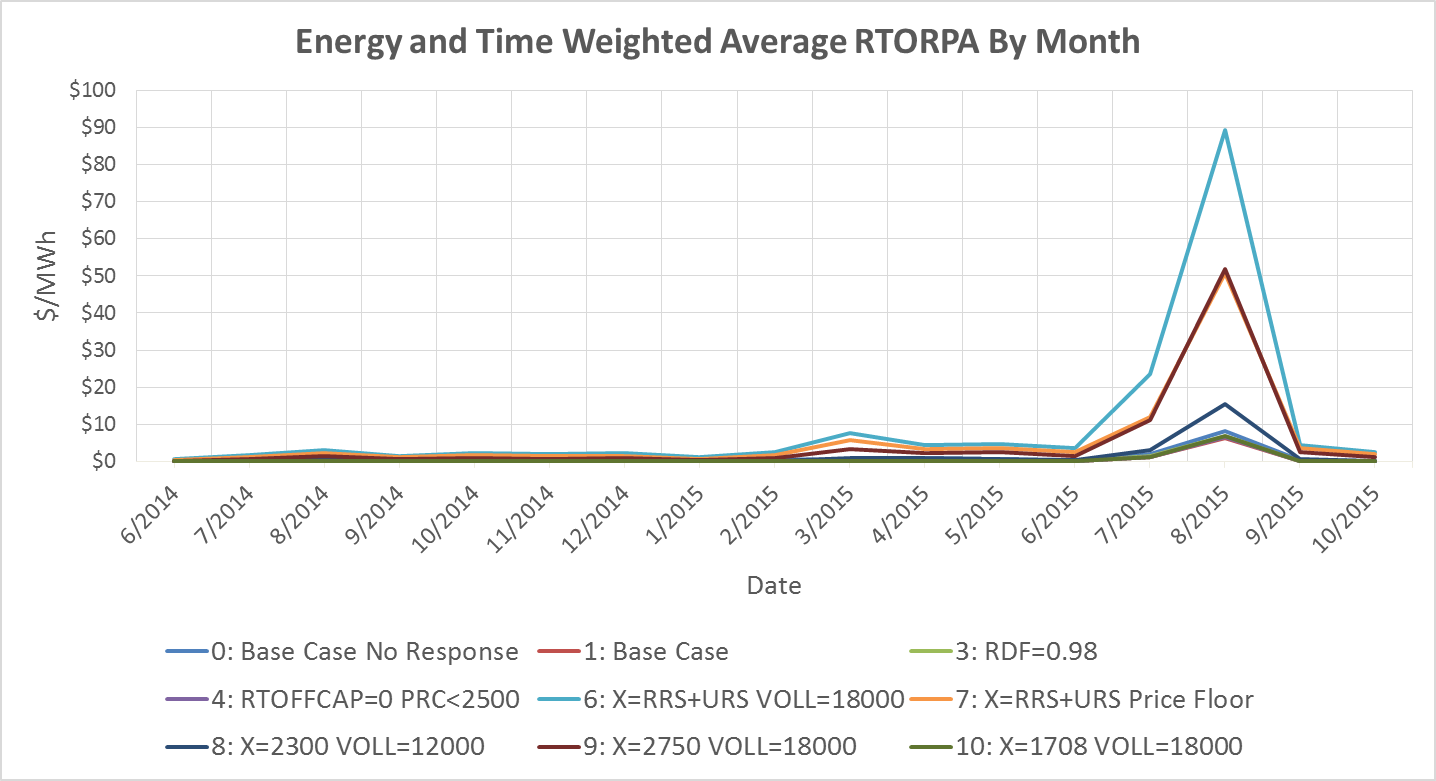 Energy and Time Weighted Average RTORPA By Month
$100
$90
$80
$70
$60
$50
$40
$30
$20
$10
$0
$/MWh
6/2014
7/2014
8/2014
9/2014
10/2014
11/2014
12/2014
1/2015
2/2015
3/2015
4/2015
5/2015
6/2015
7/2015
8/2015
9/2015
10/2015
Date
0: Base Case No Response
1: Base Case
3: RDF=0.98
4: RTOFFCAP=0 PRC<2500
6: X=RRS+URS VOLL=18000
7: X=RRS+URS Price Floor
8: X=2300 VOLL=12000
9: X=2750 VOLL=18000
10: X=1708 VOLL=18000